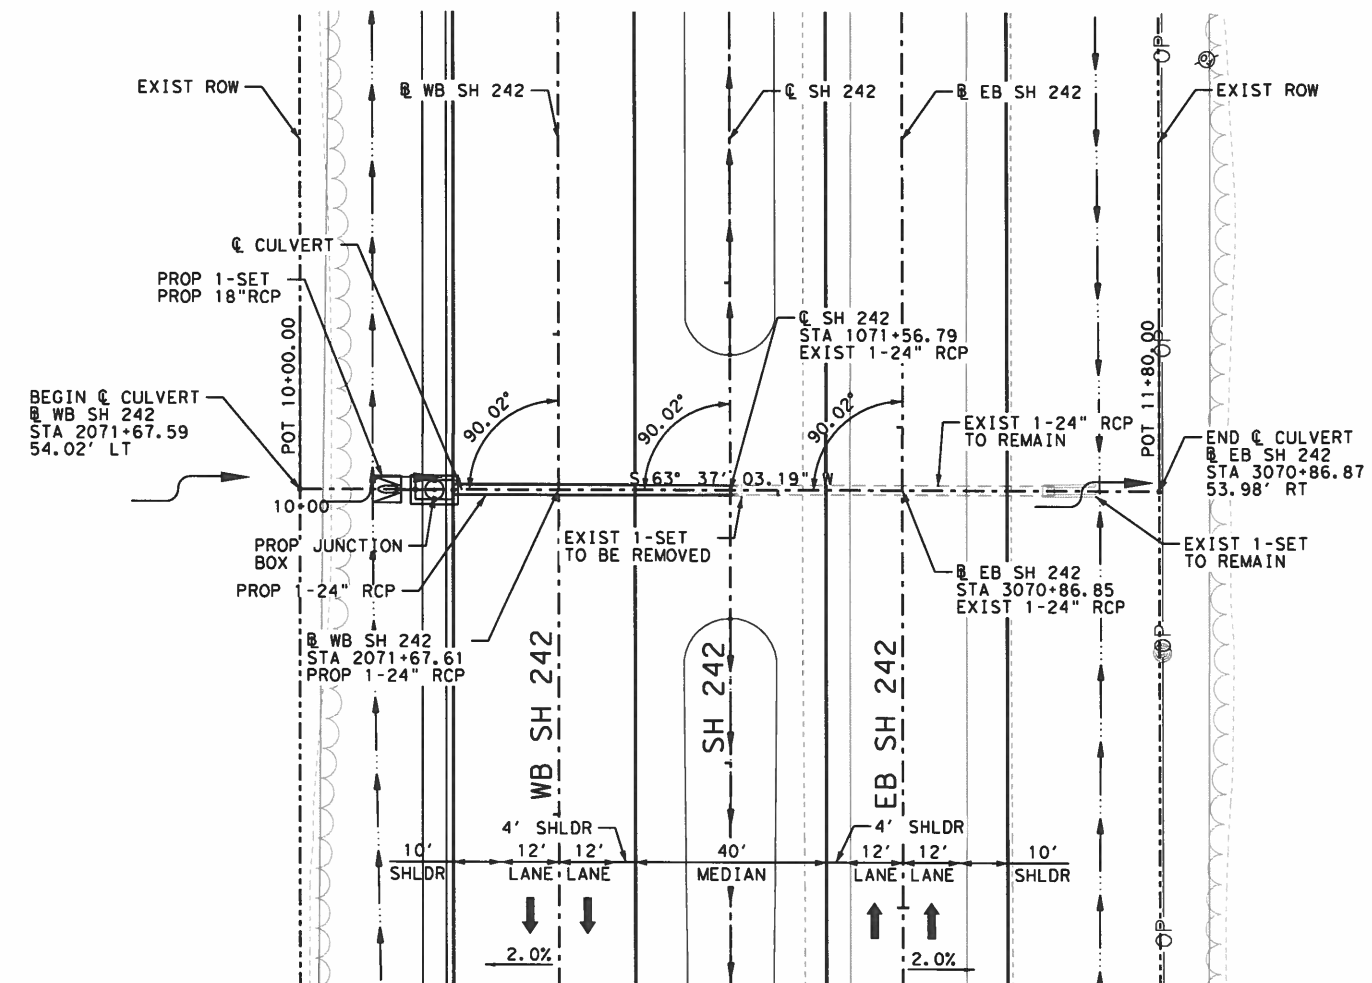 EXIST ROW
℄ WB SH 242
℄ SH 242
℄ EB SH 242
EXIST ROW
OP
℄ CULVERT
PROP 1-SET
PROP 18"RCP
POT 10+00.00
℄ SH 242
STA 1071+56.79
EXIST 1-24" RCP
POT 11+80.00
OP
BEGIN ℄ CULVERT
℄ WB SH 242
STA 2071+67.59
54.02' LT
90.02°
90.02°
90.02°
EXIST 1-24" RCP
TO REMAIN
END ℄ CULVERT
℄ EB SH 242
STA 3070+86.87
53.98' RT
S 63° 37' 03.19" W
10+00
PROP JUNCTION
BOX
EXIST 1-SET
TO BE REMOVED
EXIST 1-SET
TO REMAIN
PROP 1-24" RCP
℄ EB SH 242
STA 3070+86.85
EXIST 1-24" RCP
℄ WB SH 242
STA 2071+67.61
PROP 1-24" RCP
WB SH 242
SH 242
EB SH 242
OP
4' SHLDR
4' SHLDR
10'
SHLDR
12'
LANE
12'
LANE
40'
MEDIAN
12'
LANE
12'
LANE
10'
SHLDR
OP
2.0%
2.0%